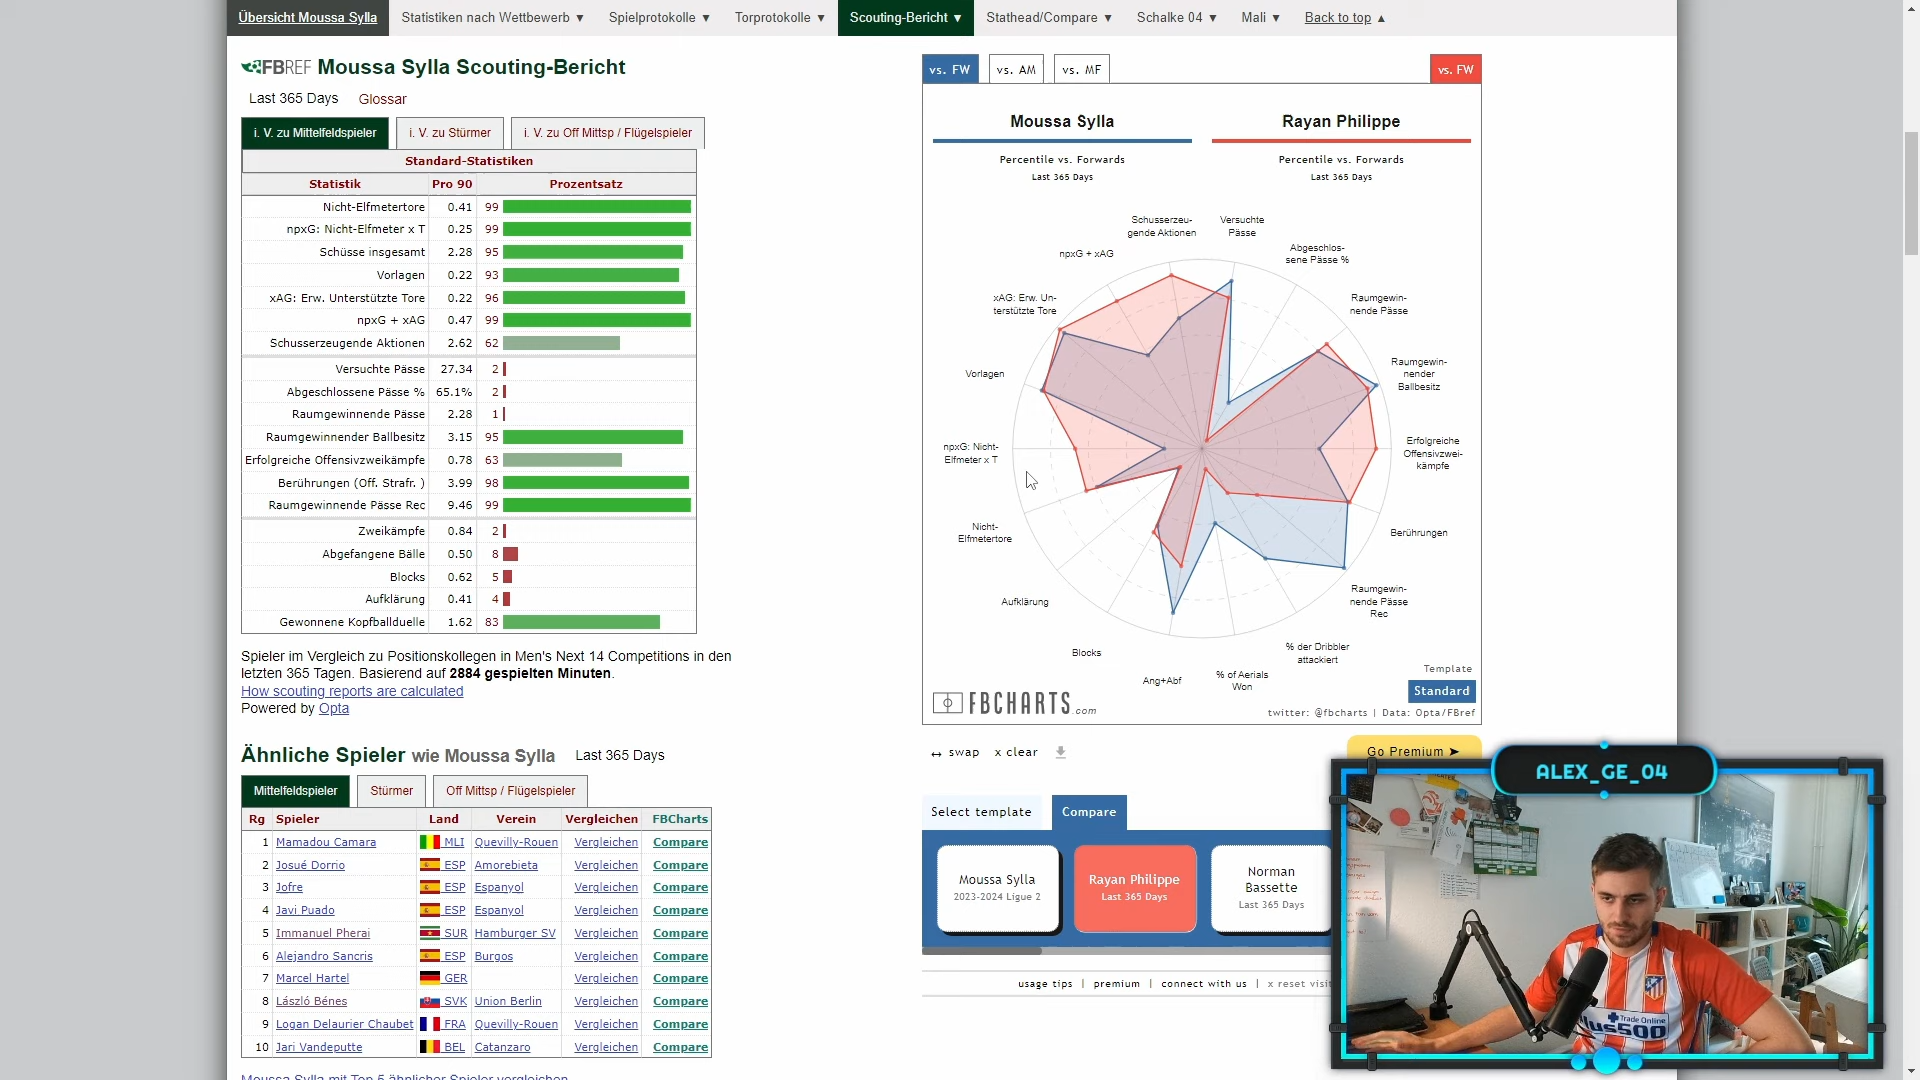 Übersicht Moussa Sylla
Statistiken nach Wettbewerb ▼
Spielprotokolle ▼
Torprotokolle ▼
Scouting-Bericht ▼
Stathead/Compare ▼
Schalke 04 ▼
Mali ▼
Back to top ▲
FBREF Moussa Sylla Scouting-Bericht
Last 365 Days Glossar
i. V. zu Mittelfeldspieler
i. V. zu Stürmer
i. V. zu Off Mittsp / Flügelspieler
Standard-Statistiken
Statistik Pro 90 Prozentsatz
Nicht-Elfmetertore 0.41 99
npxG: Nicht-Elfmeter x T 0.25 99
Schüsse insgesamt 2.28 95
Vorlagen 0.22 93
xAG: Erw. Unterstützte Tore 0.22 96
npxG + xAG 0.47 99
Schusserzeugende Aktionen 2.62 62
Versuchte Pässe 27.34 2
Abgeschlossene Pässe % 65.1% 2
Raumgewinnende Pässe 2.28 1
Raumgewinnender Ballbesitz 3.15 95
Erfolgreiche Offensivzweikämpfe 0.78 63
Berührungen (Off. Strafr. ) 3.99 98
Raumgewinnende Pässe Rec 9.46 99
Zweikämpfe 0.84 2
Abgefangene Bälle 0.50 8
Blocks 0.62 5
Aufklärung 0.41 4
Gewonnene Kopfballduelle 1.62 83
Spieler im Vergleich zu Positionskollegen in Men's Next 14 Competitions in den
letzten 365 Tagen. Basierend auf 2884 gespielten Minuten.
How scouting reports are calculated
Powered by Opta
Ähnliche Spieler wie Moussa Sylla Last 365 Days
Mittelfeldspieler
Stürmer
Off Mittsp / Flügelspieler
Rg Spieler Land Verein Vergleichen FBCharts
1 Mamadou Camara MLI Quevilly-Rouen Vergleichen Compare
2 Josué Dorrio ESP Amorebieta Vergleichen Compare
3 Jofre ESP Espanyol Vergleichen Compare
4 Javi Puado ESP Espanyol Vergleichen Compare
5 Immanuel Pherai SUR Hamburger SV Vergleichen Compare
6 Alejandro Sancris ESP Burgos Vergleichen Compare
7 Marcel Hartel GER Vergleichen Compare
8 László Bénes SVK Union Berlin Vergleichen Compare
9 Logan Delaurier Chaubet FRA Quevilly-Rouen Vergleichen Compare
10 Jari Vandeputte BEL Catanzaro Vergleichen Compare
Moussa Sylla mit Top 5 ähnlicher Spieler vergleichen
vs. FW
vs. AM
vs. MF
vs. FW
Moussa Sylla
Percentile vs. Forwards
Last 365 Days
Rayan Philippe
Percentile vs. Forwards
Last 365 Days
Schusserzeu-
gende Aktionen
Versuchte
Pässe
Abgeschlos-
sene Pässe %
npxG + xAG
xAG: Erw. Un-
terstützte Tore
Raumgewin-
nende Pässe
Vorlagen
Raumgewin-
nender
Ballbesitz
npxG: Nicht-
Elfmeter x T
Erfolgreiche
Offensivzwei-
kämpfe
Nicht-
Elfmetertore
Berührungen
Aufklärung
Raumgewin-
nende Pässe
Rec
Blocks
% der Dribbler
attackiert
Ang+Abf
% of Aerials
Won
Template
Standard
FBCHARTS.com
twitter: @fbcharts | Data: Opta/FBref
↔ swap x clear
Go Premium ➤
Select template
Compare
Moussa Sylla
2023-2024 Ligue 2
Rayan Philippe
Last 365 Days
Norman
Bassette
Last 365 Days
usage tips | premium | connect with us | x reset visit
ALEX_GE_04
Trade Online
plus500